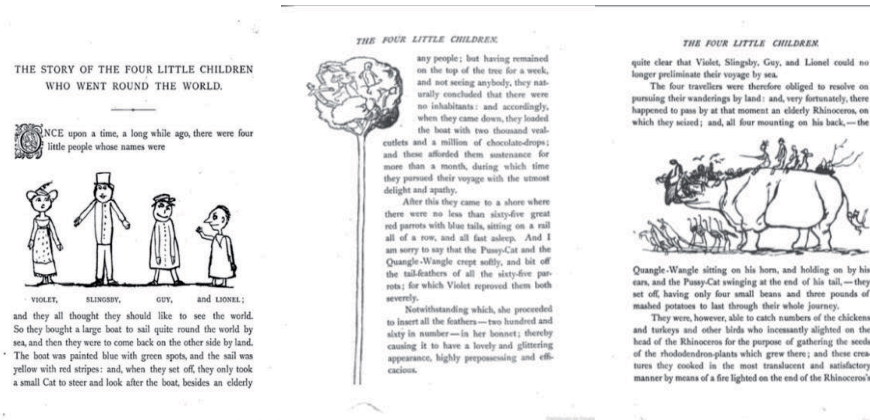 THE STORY OF THE FOUR LITTLE CHILDREN
WHO WENT ROUND THE WORLD.
ONCE upon a time, a long while ago, there were four
little people whose names were
VIOLET, SLINGSBY, GUY, and LIONEL;
and they all thought they should like to see the world.
So they bought a large boat to sail quite round the world by
sea, and then they were to come back on the other side by land.
The boat was painted blue with green spots, and the sail was
yellow with red stripes: and, when they set off, they only took
a small Cat to steer and look after the boat, besides an elderly
THE FOUR LITTLE CHILDREN.
any people; but having remained
on the top of the tree for a week,
and not seeing anybody, they nat-
urally concluded that there were
no inhabitants: and accordingly,
when they came down, they loaded
the boat with two thousand veal-
cutlets and a million of chocolate-drops;
and these afforded them sustenance for
more than a month, during which time
they pursued their voyage with the utmost
delight and apathy.
After this they came to a shore where
there were no less than sixty-five great
red parrots with blue tails, sitting on a rail
all of a row, and all fast asleep. And I
am sorry to say that the Pussy-Cat and the
Quangle-Wangle crept softly, and bit off
the tail-feathers of all the sixty-five par-
rots; for which Violet reproved them both
severely.
Notwithstanding which, she proceeded
to insert all the feathers—two hundred and
sixty in number—in her bonnet; thereby
causing it to have a lovely and glittering
appearance, highly prepossessing and effi-
cacious.
THE FOUR LITTLE CHILDREN.
quite clear that Violet, Slingsby, Guy, and Lionel could no
longer preliminate their voyage by sea.
The four travellers were therefore obliged to resolve on
pursuing their wanderings by land: and, very fortunately, there
happened to pass by at that moment an elderly Rhinoceros, on
which they seized; and, all four mounting on his back,—the
Quangle-Wangle sitting on his horn, and holding on by his
ears, and the Pussy-Cat swinging at the end of his tail,—they
set off, having only four small beans and three pounds of
mashed potatoes to last through their whole journey.
They were, however, able to catch numbers of the chickens
and turkeys and other birds who incessantly alighted on the
head of the Rhinoceros for the purpose of gathering the seeds
of the rhododendron-plants which grew there; and these crea-
tures they cooked in the most translucent and satisfactory
manner by means of a fire lighted on the end of the Rhinoceros's